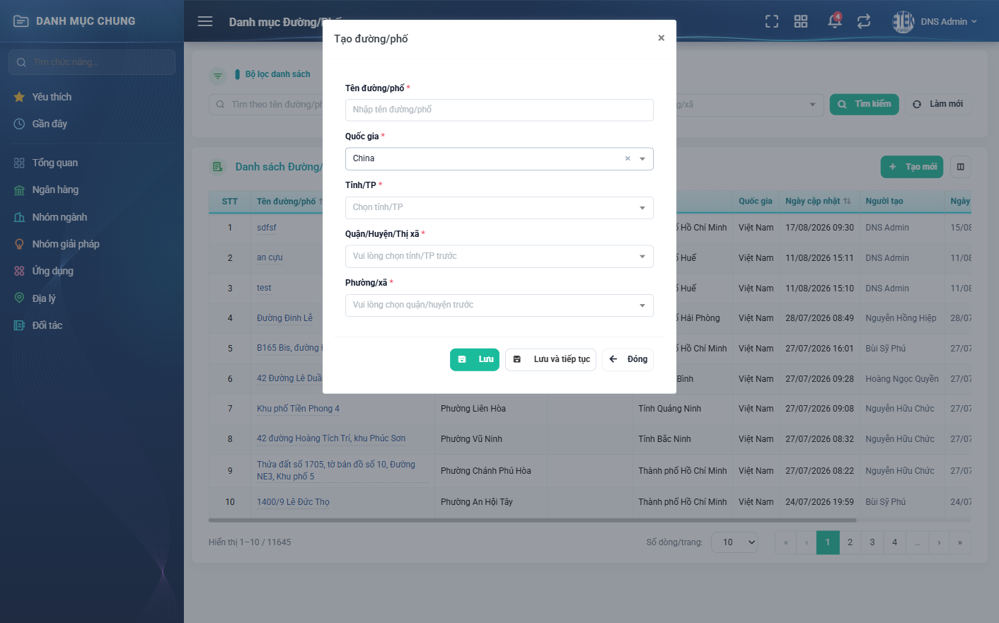 DANH MỤC CHUNG
Tìm chức năng...
Yêu thích
Gần đây
Tổng quan
Ngân hàng
Nhóm ngành
Nhóm giải pháp
Ứng dụng
Địa lý
Đối tác
Danh mục Đường/Phố
4
DNS Admin
Bộ lọc danh sách
Tìm theo tên đường/ph
g/xã
Tìm kiếm
Làm mới
Danh sách Đường/
Tạo mới
Tạo đường/phố
×
Tên đường/phố *
Nhập tên đường/phố
Quốc gia *
China ×
Tỉnh/TP *
Chọn tỉnh/TP
Quận/Huyện/Thị xã *
Vui lòng chọn tỉnh/TP trước
Phường/xã *
Vui lòng chọn quận/huyện trước
Lưu
Lưu và tiếp tục
Đóng
STT Tên đường/phố Quốc gia Ngày cập nhật Người tạo Ngày
1 sdfsf ố Hồ Chí Minh Việt Nam 17/08/2026 09:30 DNS Admin 15/08
2 an cựu ố Huế Việt Nam 11/08/2026 15:11 DNS Admin 11/08
3 test ố Huế Việt Nam 11/08/2026 15:10 DNS Admin 11/08
4 Đường Đinh Lễ ố Hải Phòng Việt Nam 28/07/2026 08:49 Nguyễn Hồng Hiệp 28/07
5 B165 Bis, đường ố Hồ Chí Minh Việt Nam 27/07/2026 16:01 Bùi Sỹ Phú 27/07
6 42 Đường Lê Duẩ Bình Việt Nam 27/07/2026 09:28 Hoàng Ngọc Quyền 27/07
7 Khu phố Tiền Phong 4 Phường Liên Hòa Tỉnh Quảng Ninh Việt Nam 27/07/2026 09:08 Nguyễn Hữu Chức 27/07
8 42 đường Hoàng Tích Trí, khu Phúc Sơn Phường Vũ Ninh Tỉnh Bắc Ninh Việt Nam 27/07/2026 08:32 Nguyễn Hữu Chức 27/07
9 Thửa đất số 1705, tờ bản đồ số 10, Đường
NE3, Khu phố 5 Phường Chánh Phú Hòa Thành phố Hồ Chí Minh Việt Nam 27/07/2026 08:22 Nguyễn Hữu Chức 27/07
10 1400/9 Lê Đức Thọ Phường An Hội Tây Thành phố Hồ Chí Minh Việt Nam 24/07/2026 19:59 Bùi Sỹ Phú 24/07
Hiển thị 1–10 / 11645
Số dòng/trang: 10
« ‹ 1 2 3 4 ... › »